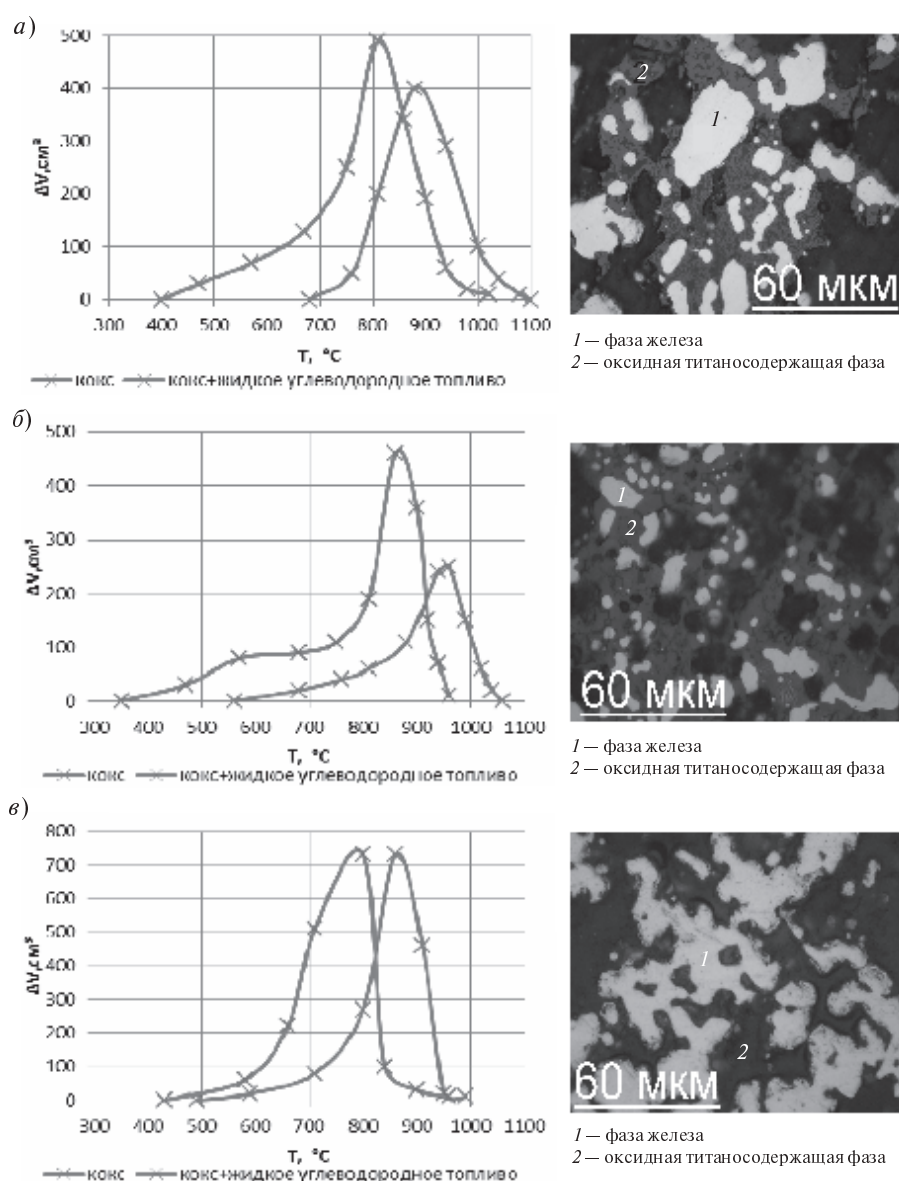 а)
500
400
300
200
100
0
ΔV,см³
300 400 500 600 700 800 900 1000 1100
T, °C
кокс кокс+жидкое углеводородное топливо
2
1
60 мкм
1 — фаза железа
2 — оксидная титаносодержащая фаза
б)
500
400
300
200
100
0
ΔV,см³
300 400 500 600 700 800 900 1000 1100
T, °C
кокс кокс+жидкое углеводородное топливо
1
2
60 мкм
1 — фаза железа
2 — оксидная титаносодержащая фаза
в)
800
700
600
500
400
300
200
100
0
ΔV,см³
300 400 500 600 700 800 900 1000 1100
T, °C
кокс кокс+жидкое углеводородное топливо
1
2
60 мкм
1 — фаза железа
2 — оксидная титаносодержащая фаза